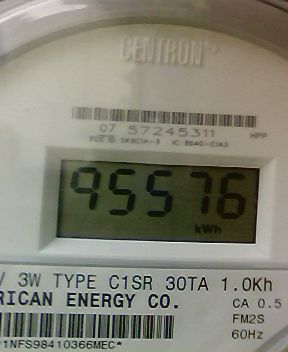 CENTRON®
07 57245311 HPP
95576
kWh
V 3W TYPE C1SR 30TA 1.0Kh
RICAN ENERGY CO. CA 0.5
FM2S
60Hz
1NFS98410366MEC*